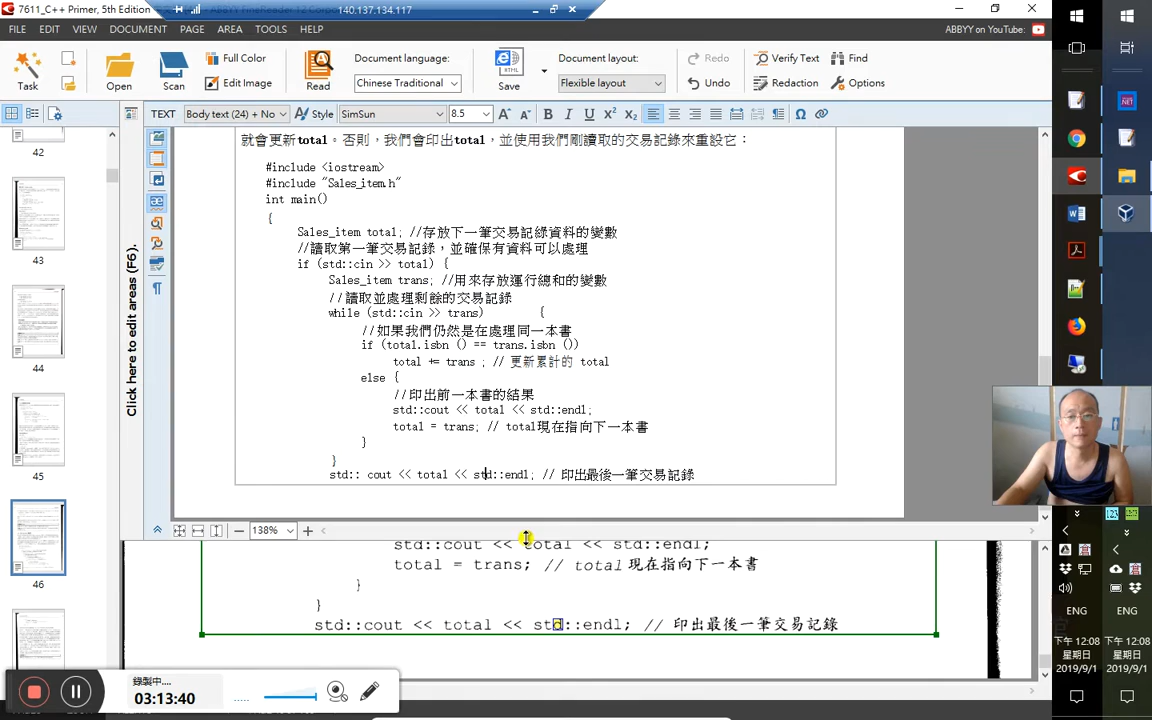 7611_C++ Primer, 5th Edition
ABBYY FineReader 12 Corpor
140.137.134.117
FILE EDIT VIEW DOCUMENT PAGE AREA TOOLS HELP
ABBYY on YouTube:
Task
Open
Scan
Full Color
Edit Image
Read
Document language:
Chinese Traditional
HTML
Save
Document layout:
Flexible layout
Redo
Undo
Verify Text
Find
Redaction
Options
TEXT Body text (24) + No Style SimSun 8.5
42
43
44
45
46
Click here to edit areas (F6).
就會更新total。否則，我們會印出total，並使用我們剛讀取的交易記錄來重設它：
#include <iostream>
#include "Sales_item.h"
int main()
{
Sales_item total; //存放下一筆交易記錄資料的變數
//讀取第一筆交易記錄，並確保有資料可以處理
if (std::cin >> total) {
Sales_item trans; //用來存放運行總和的變數
//讀取並處理剩餘的交易記錄
while (std::cin >> trans) {
//如果我們仍然是在處理同一本書
if (total.isbn () == trans.isbn ())
total += trans ; // 更新累計的 total
else {
//印出前一本書的結果
std::cout << total << std::endl;
total = trans; // total現在指向下一本書
}
}
std:: cout << total << std::endl; // 印出最後一筆交易記錄
138%
std::cout << total << std::endl;
total = trans; // total 現在指向下一本書
}
}
std::cout << total << std::endl; // 印出最後一筆交易記錄
錄製中...
03:13:40
.NET
123
123
ENG
ENG
下午 12:08
星期日
2019/9/1
下午 12:08
星期日
2019/9/1